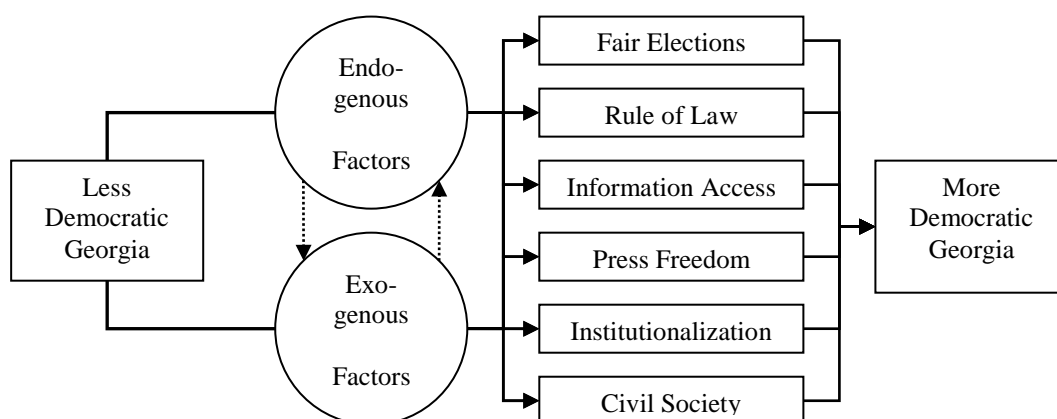 Less
Democratic
Georgia
Endo-
genous
Factors
Exo-
genous
Factors
Fair Elections
Rule of Law
Information Access
Press Freedom
Institutionalization
Civil Society
More
Democratic
Georgia